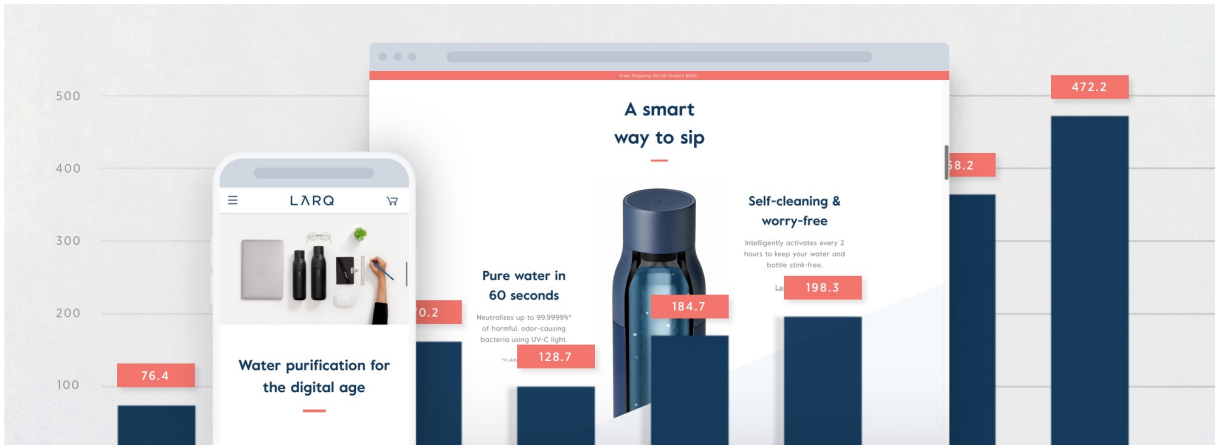 500
400
300
200
100
76.4
LARQ
Water purification for
the digital age
0.2
Free Shipping On US Orders $100+
A smart
way to sip
Pure water in
60 seconds
Neutralizes up to 99.9999%*
of harmful, odor-causing
bacteria using UV-C light.
128.7
184.7
Self-cleaning &
worry-free
Intelligently activates every 2
hours to keep your water and
bottle stink-free.
Le
198.3
8.2
472.2